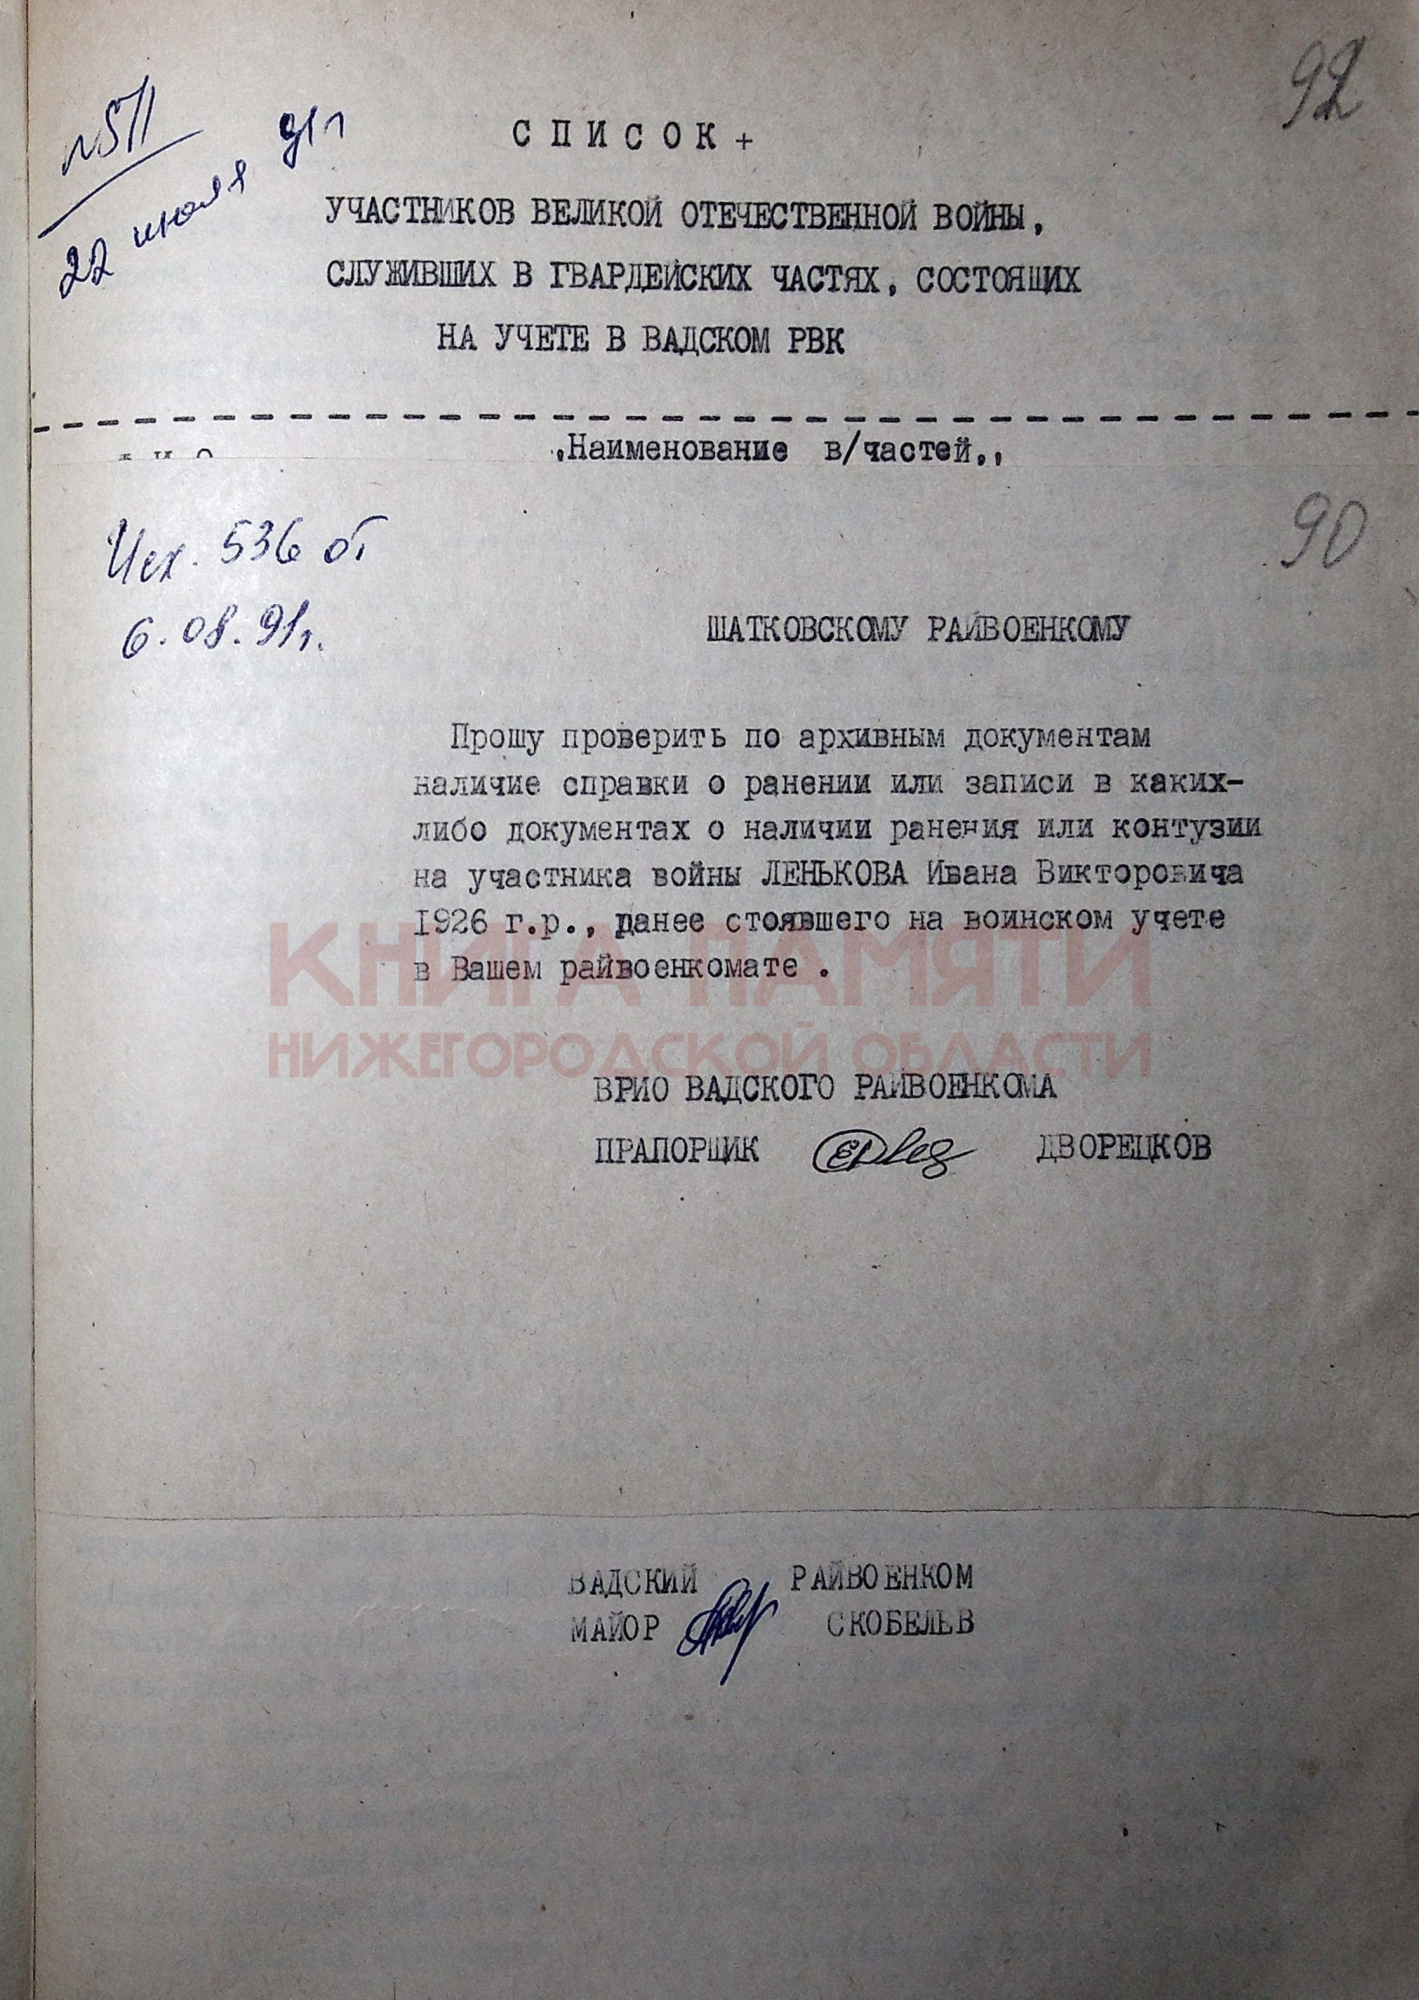 92
№511
22 июля 91г
СПИСОК+
УЧАСТНИКОВ ВЕЛИКОЙ ОТЕЧЕСТВЕННОЙ ВОЙНЫ,
СЛУЖИВШИХ В ГВАРДЕЙСКИХ ЧАСТЯХ, СОСТОЯЩИХ
НА УЧЕТЕ В ВАДСКОМ РВК
,Наименование в/частей,,
90
Исх. 536 от
6.08.91г.
ШАТКОВСКОМУ РАЙВОЕНКОМУ
Прошу проверить по архивным документам
наличие справки о ранении или записи в каких-
либо документах о наличии ранения или контузии
на участника войны ЛЕНЬКОВА Ивана Викторовича
1926 г.р., ранее стоявшего на воинском учете
в Вашем райвоенкомате .
КНИГА ПАМЯТИ
НИЖЕГОРОДСКОЙ ОБЛАСТИ
ВРИО ВАДСКОГО РАЙВОЕНКОМА
ПРАПОРЩИК ДВОРЕЦКОВ
ВАДСКИЙ РАЙВОЕНКОМ
МАЙОР СКОБЕЛЕВ